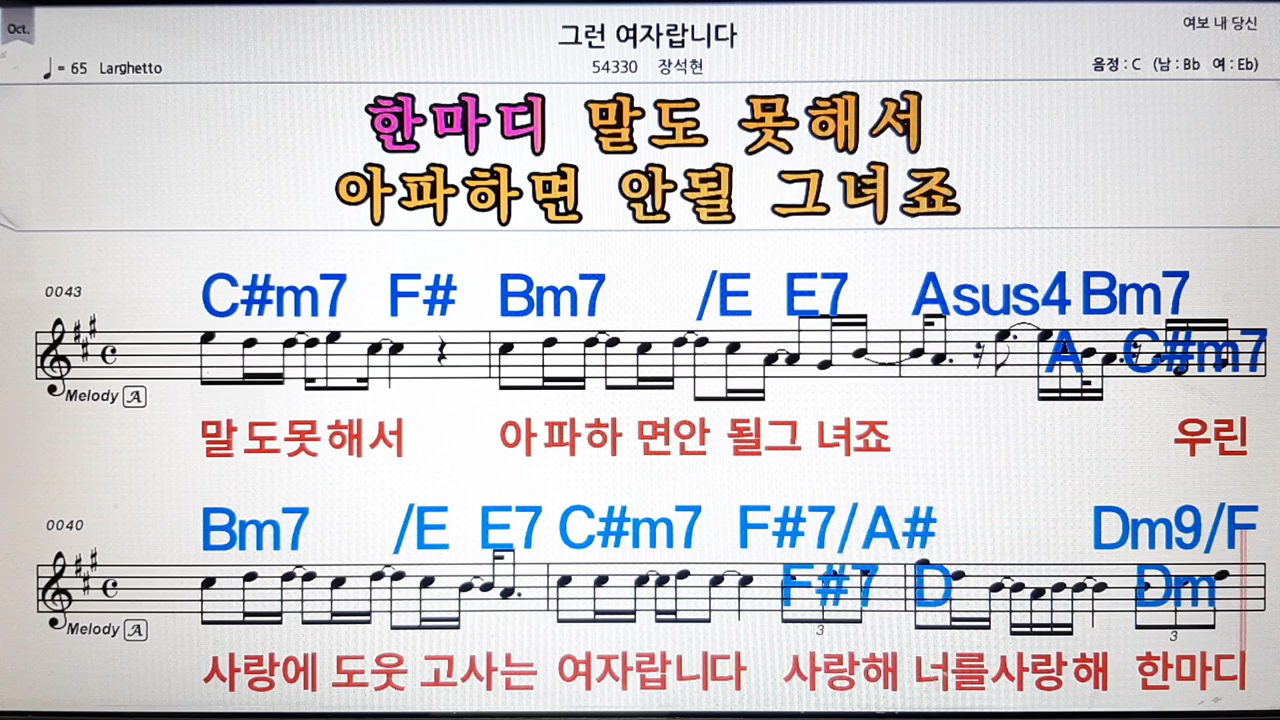 Oct.
그런 여자랍니다
여보 내 당신
♩= 65 Larghetto
54330 장석현
음정 : C (남 : Bb 여 : Eb)
한마디 말도 못해서
아파하면 안될 그녀죠
0043
C#m7 F# Bm7 /E E7 Asus4 Bm7
A C#m7
Melody A
말도못해서 아파하 면안 될그 녀죠 우린
0040
Bm7 /E E7 C#m7 F#7/A# Dm9/F
F#7 D Dm
Melody A
3 3
사랑에 도웃 고사는 여자랍니다 사랑해 너를사랑해 한마디